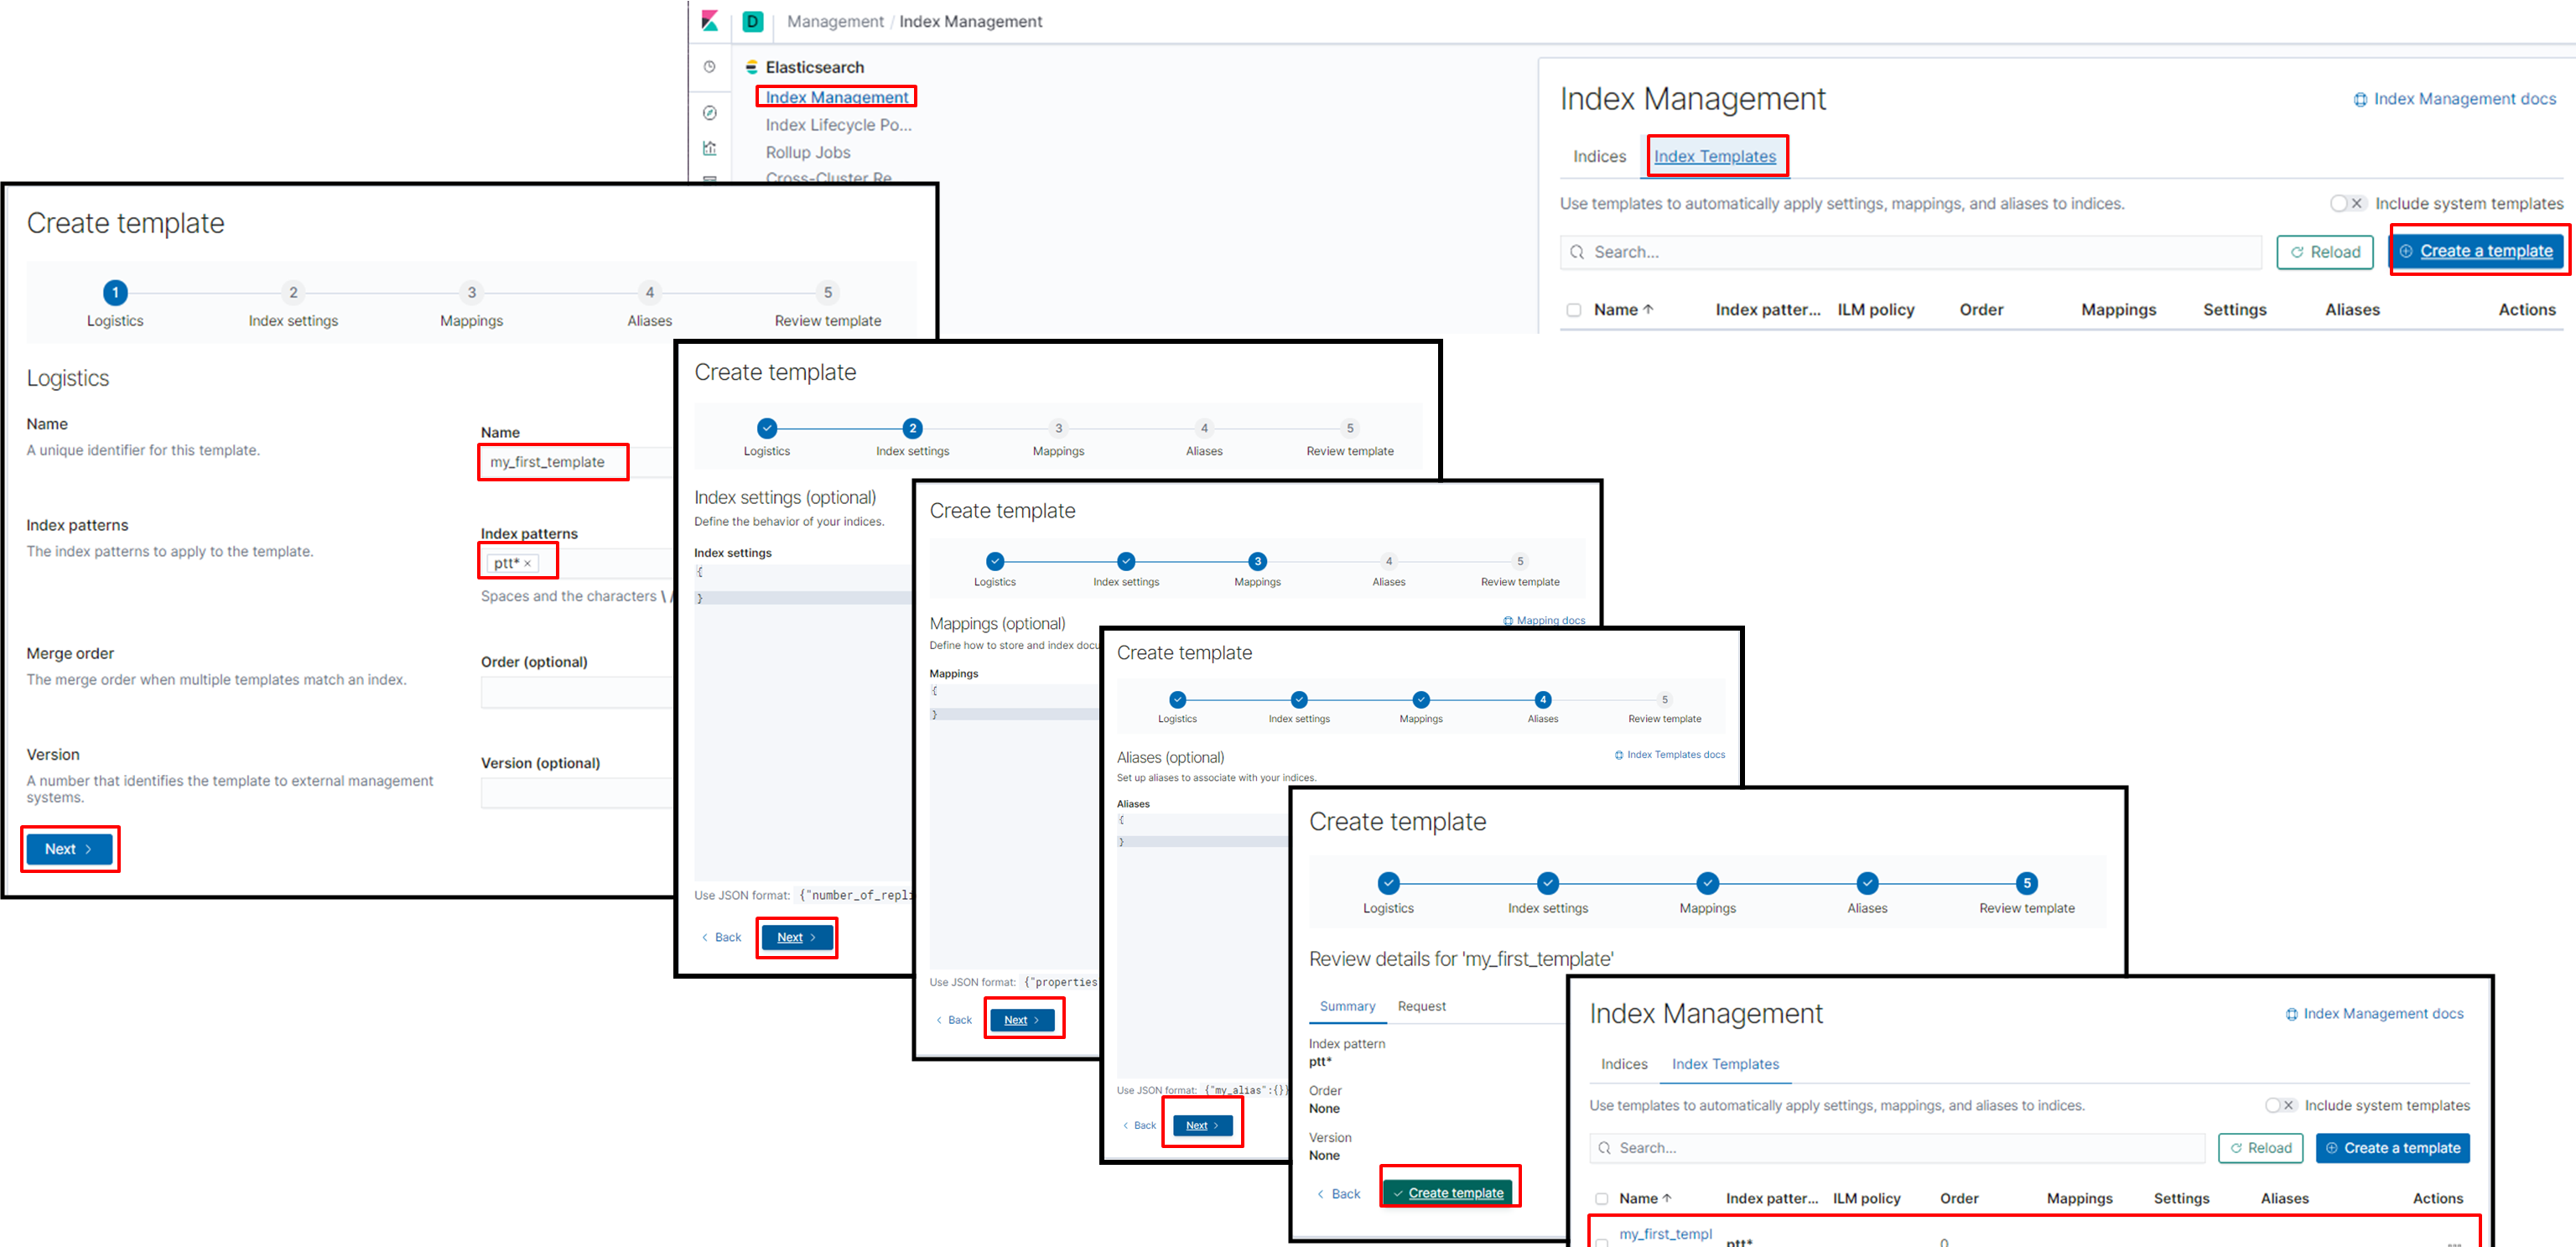 D
Management / Index Management
Elasticsearch
Index Management
Index Lifecycle Po...
Rollup Jobs
Cross-Cluster Re
Index Management
Index Management docs
Indices
Index Templates
Use templates to automatically apply settings, mappings, and aliases to indices.
Include system templates
Search...
Reload
Create a template
Name
Index patter...
ILM policy
Order
Mappings
Settings
Aliases
Actions
Create template
1
2
3
4
5
Logistics
Index settings
Mappings
Aliases
Review template
Logistics
Name
A unique identifier for this template.
Name
my_first_template
Index patterns
The index patterns to apply to the template.
Index patterns
ptt* ×
Spaces and the characters \ /
Merge order
The merge order when multiple templates match an index.
Order (optional)
Version
A number that identifies the template to external management
systems.
Version (optional)
Next
Create template
2
3
4
5
Logistics
Index settings
Mappings
Aliases
Review template
Index settings (optional)
Define the behavior of your indices.
Index settings
{
}
Use JSON format: {"number_of_repli
Back
Next
Create template
3
4
5
Logistics
Index settings
Mappings
Aliases
Review template
Mappings (optional)
Mapping docs
Define how to store and index docu
Mappings
{
}
Use JSON format: {"properties
Back
Next
Create template
4
5
Logistics
Index settings
Mappings
Aliases
Review template
Aliases (optional)
Index Templates docs
Set up aliases to associate with your indices.
Aliases
{
}
Use JSON format: {"my_alias":{}}
Back
Next
Create template
5
Logistics
Index settings
Mappings
Aliases
Review template
Review details for 'my_first_template'
Summary
Request
Index pattern
ptt*
Order
None
Version
None
Back
Create template
Index Management
Index Management docs
Indices
Index Templates
Use templates to automatically apply settings, mappings, and aliases to indices.
Include system templates
Search...
Reload
Create a template
Name
Index patter...
ILM policy
Order
Mappings
Settings
Aliases
Actions
my_first_templ
ptt*
0